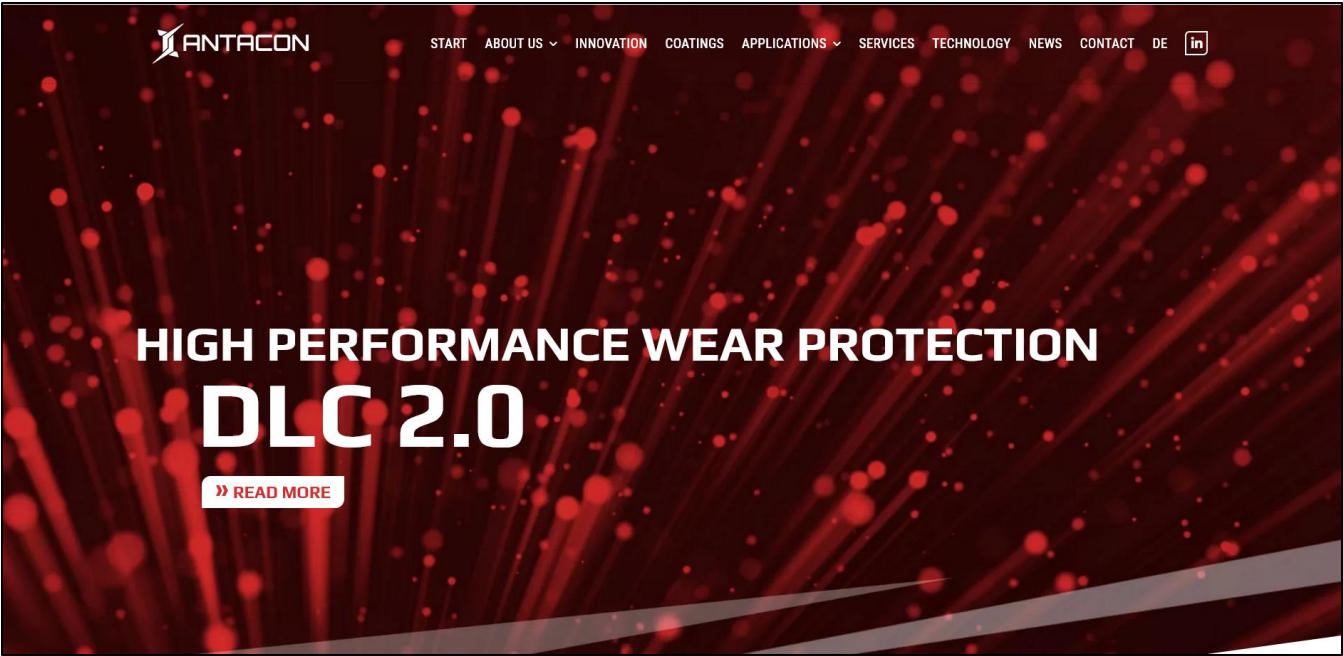 ANTACON
START ABOUT US INNOVATION COATINGS APPLICATIONS SERVICES TECHNOLOGY NEWS CONTACT DE in
HIGH PERFORMANCE WEAR PROTECTION
DLC 2.0
» READ MORE